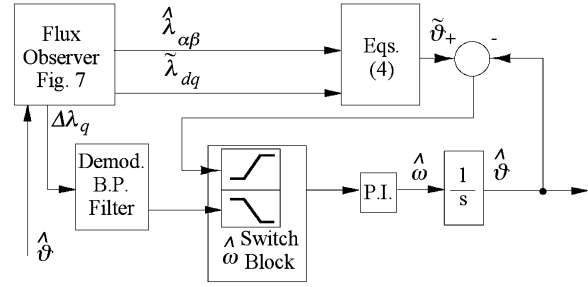 Flux
Observer
Fig. 7
λ̂αβ
λ̃dq
Eqs.
(4)
ϑ̃ +
-
Δλq
Demod.
B.P.
Filter
ω̂ Switch
Block
P.I.
ω̂
1
s
ϑ̂
ϑ̂